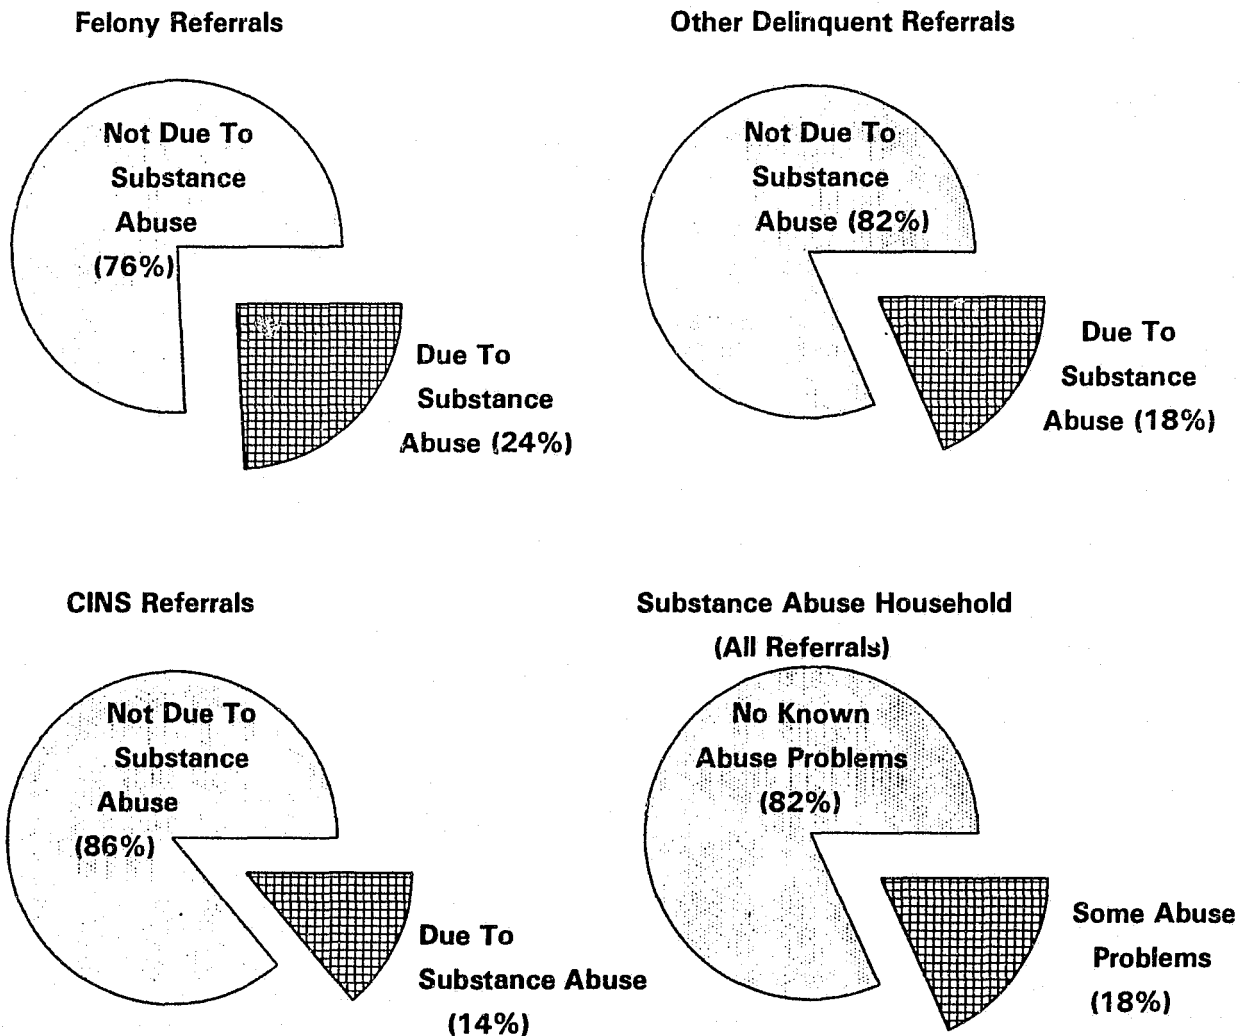 Felony Referrals
Not Due To
Substance
Abuse
(76%)
Due To
Substance
Abuse (24%)
Other Delinquent Referrals
Not Due To
Substance
Abuse (82%)
Due To
Substance
Abuse (18%)
CINS Referrals
Not Due To
Substance
Abuse
(86%)
Due To
Substance Abuse
(14%)
Substance Abuse Household
(All Referrals)
No Known
Abuse Problems
(82%)
Some Abuse
Problems
(18%)